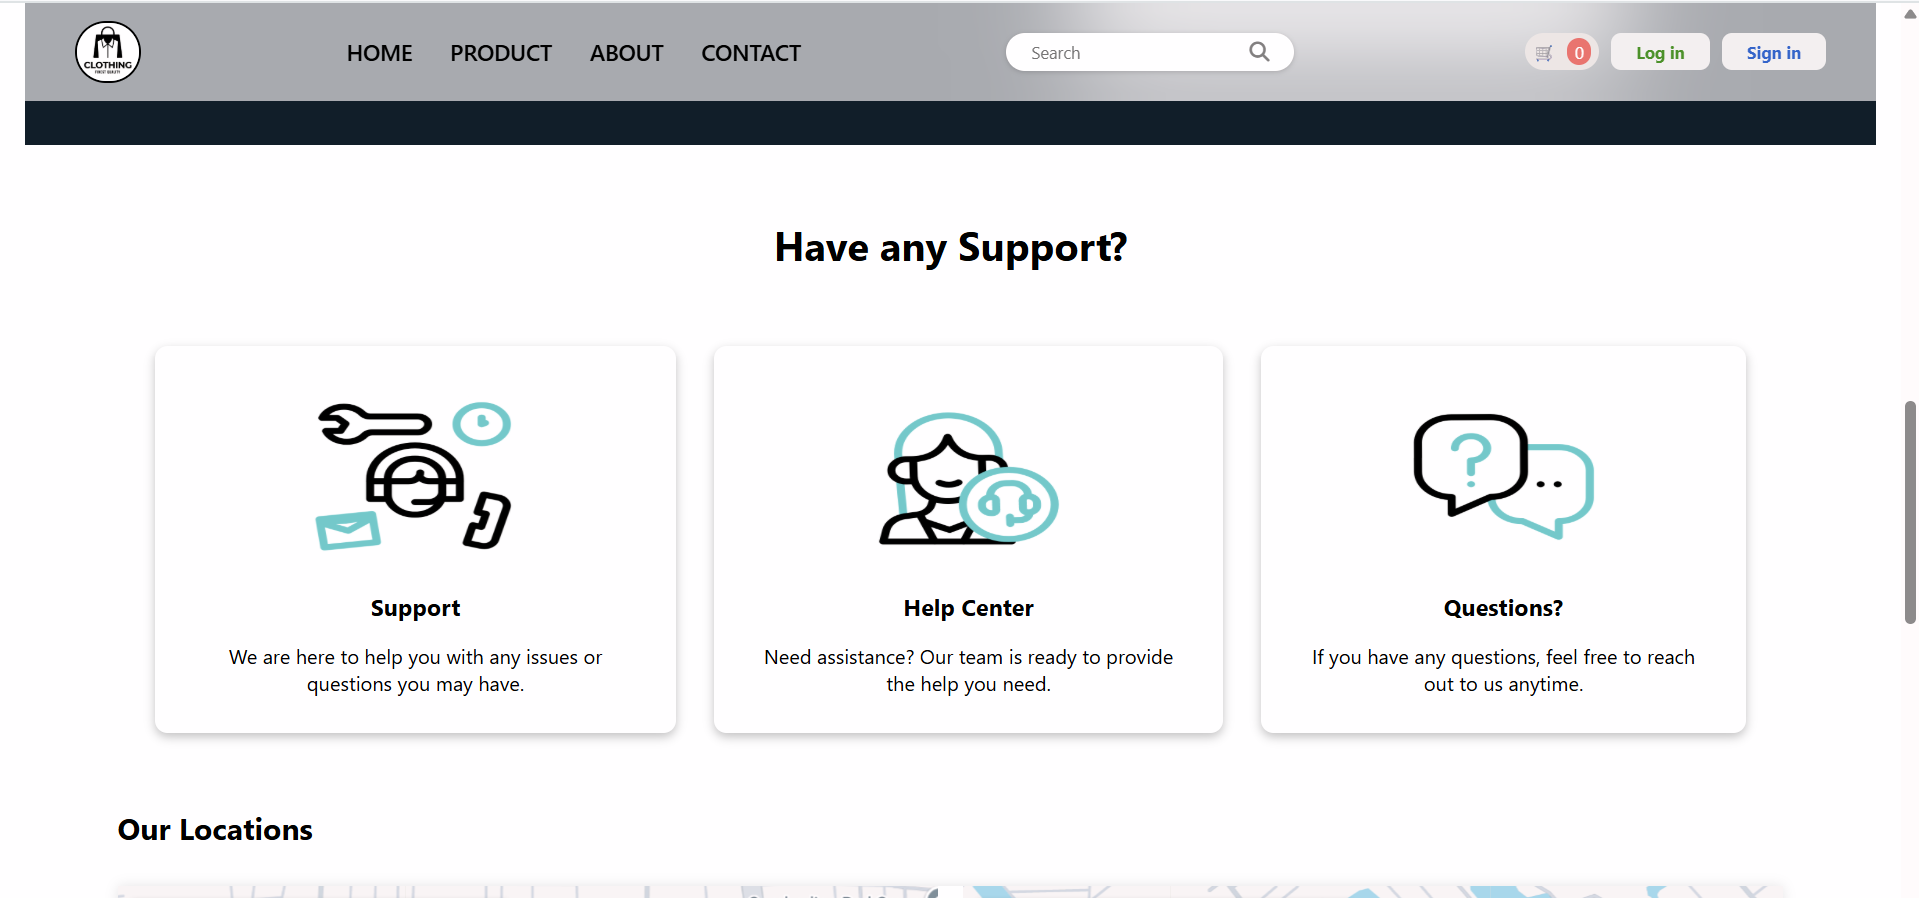 CLOTHING
FINEST QUALITY
HOME PRODUCT ABOUT CONTACT
Search
0 Log in Sign in
Have any Support?
Support
We are here to help you with any issues or
questions you may have.
Help Center
Need assistance? Our team is ready to provide
the help you need.
Questions?
If you have any questions, feel free to reach
out to us anytime.
Our Locations